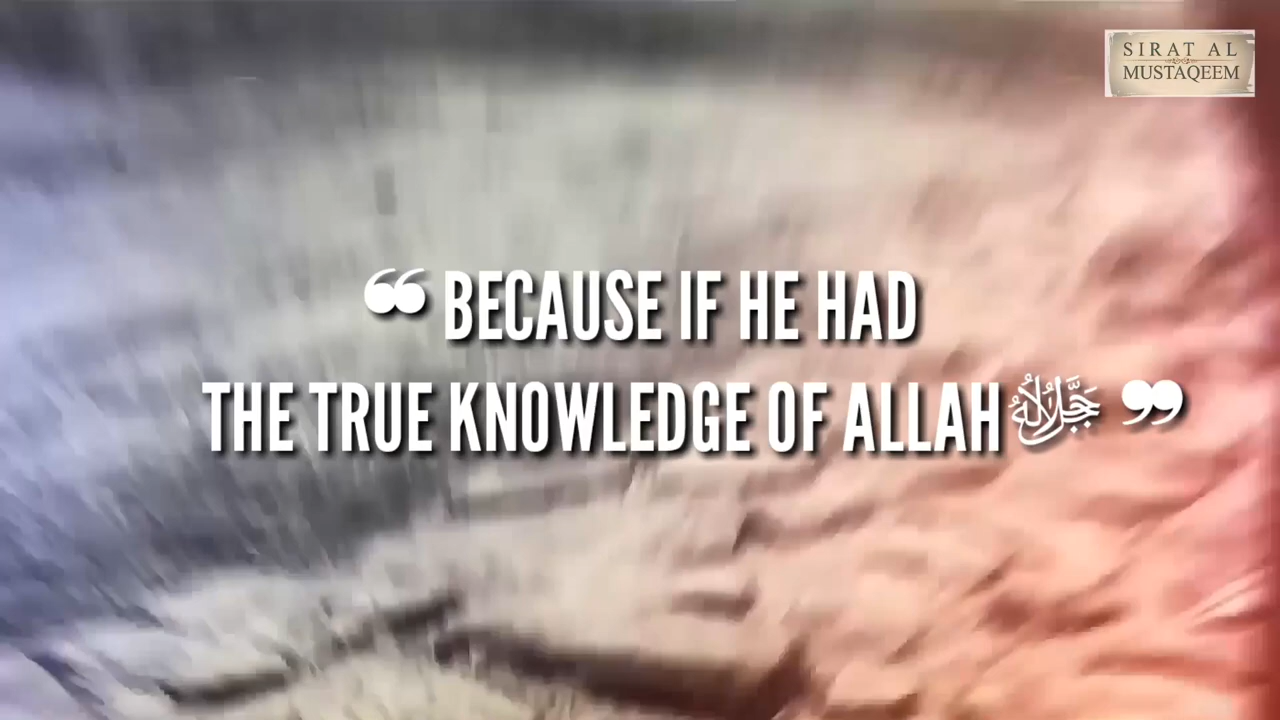 SIRAT AL
MUSTAQEEM
❝ BECAUSE IF HE HAD
THE TRUE KNOWLEDGE OF ALLAH جَلَّ جَلَالُهُ ❞